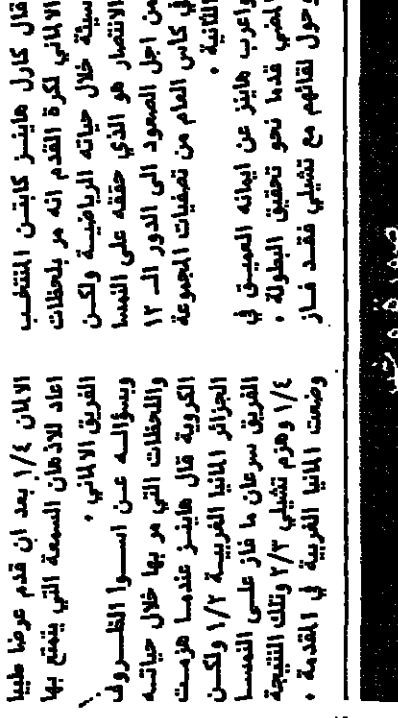 قال كارل هاينز كابتن المنتخب
الالماني لكرة القدم انه مر بلحظات
سيئة خلال حياته الرياضية ولكن
الانتصار هو الذي حققه على النمسا
من اجل الصعود الى الدور الـ ١٢
في كاس العام من تصفيات المجموعة
الثانية .
واعرب هاينز عن ايمانه العميق في
المضي قدما نحو تحقيق البطولة .
وحول لقائهم مع تشيلي فقد فاز
الالمان ١/٤ بعد ان قدم عرضا طيبا
اعاد للاذهان السمعة التي يتمتع بها
الفريق الالماني .
وبسؤاله عن اسوا الظروف
واللحظات التي مر بها خلال حياته
الكروية قال هاينز عندما هزمت
الجزائر المانيا الغربية ١/٢ ولكن
الفريق سرعان ما فاز على النمسا
١/٤ وهزم تشيلي ٢/٣ وتلك النتيجة
وضعت المانيا الغربية في المقدمة .